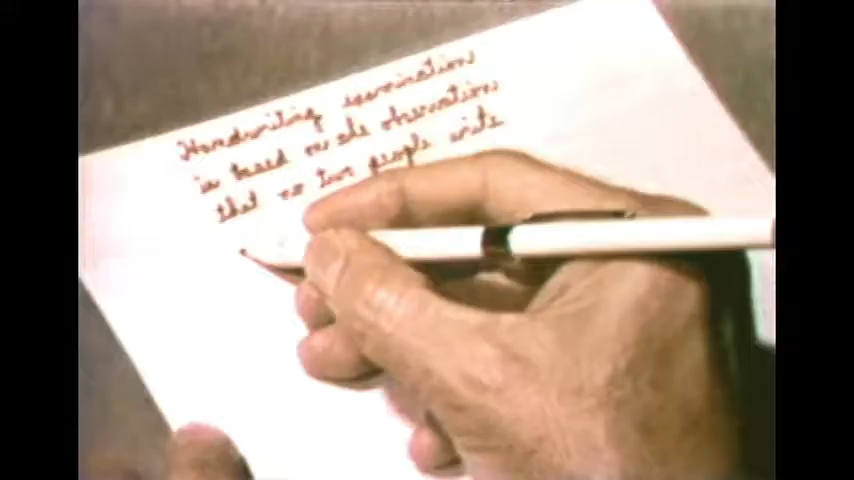 Handwriting examination
is based on the observation
that no two people write